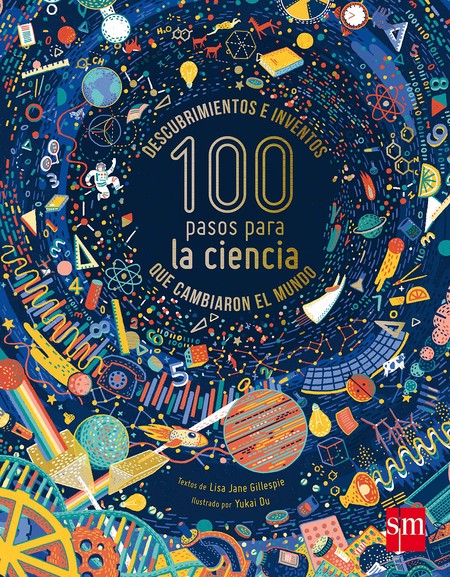 DESCUBRIMIENTOS E INVENTOS
100
pasos para
la ciencia
QUE CAMBIARON EL MUNDO
Textos de Lisa Jane Gillespie
Ilustrado por Yukai Du
sm
H₂O